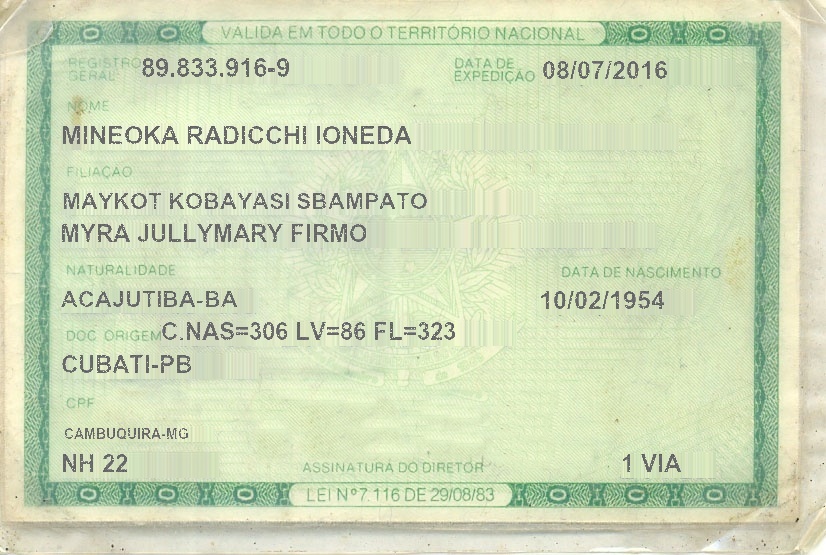 VÁLIDA EM TODO O TERRITÓRIO NACIONAL
REGISTRO GERAL 89.833.916-9 DATA DE EXPEDIÇÃO 08/07/2016
NOME
MINEOKA RADICCHI IONEDA
FILIAÇÃO
MAYKOT KOBAYASI SBAMPATO
MYRA JULLYMARY FIRMO
NATURALIDADE DATA DE NASCIMENTO
ACAJUTIBA-BA 10/02/1954
DOC ORIGEM C.NAS=306 LV=86 FL=323
CUBATI-PB
CPF
CAMBUQUIRA-MG
NH 22 ASSINATURA DO DIRETOR 1 VIA
LEI Nº 7.116 DE 29/08/83